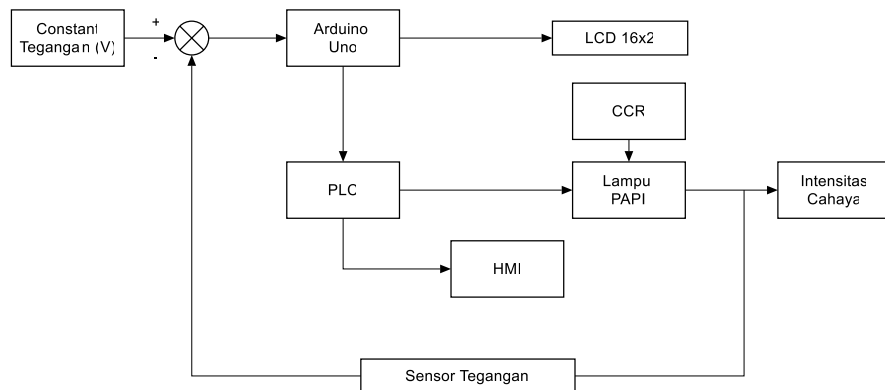 Constant
Tegangan (V)
+
-
Arduino
Uno
LCD 16x2
CCR
PLC
Lampu
PAPI
Intensitas
Cahaya
HMI
Sensor Tegangan